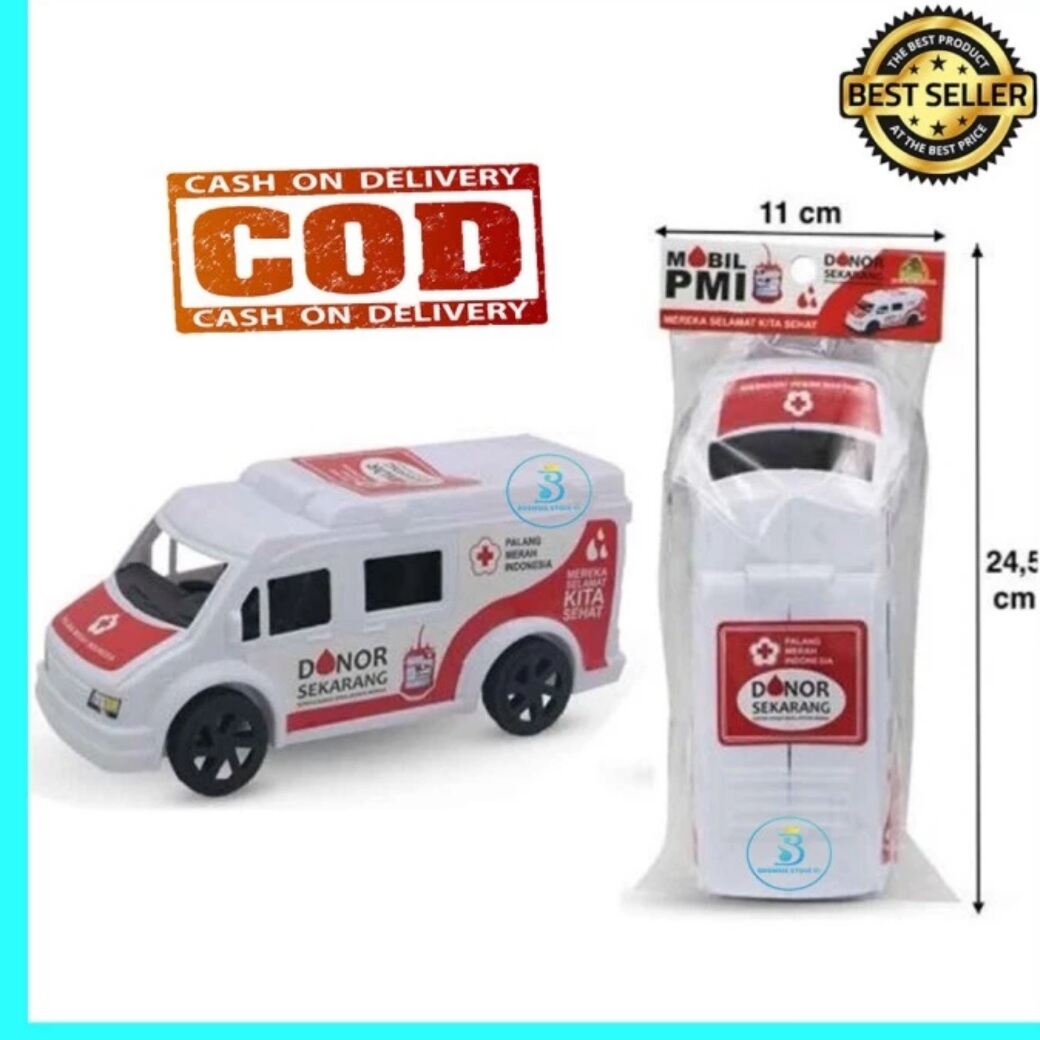 THE BEST PRODUCT
BEST SELLER
AT THE BEST PRICE
CASH ON DELIVERY
COD
CASH ON DELIVERY
11 cm
24,5
cm
MOBIL
PMI
DONOR
SEKARANG
MEREKA SELAMAT KITA SEHAT
PALANG
MERAH
INDONESIA
MEREKA
SELAMAT
KITA
SEHAT
DONOR
SEKARANG
PALANG
MERAH
INDONESIA
DONOR
SEKARANG